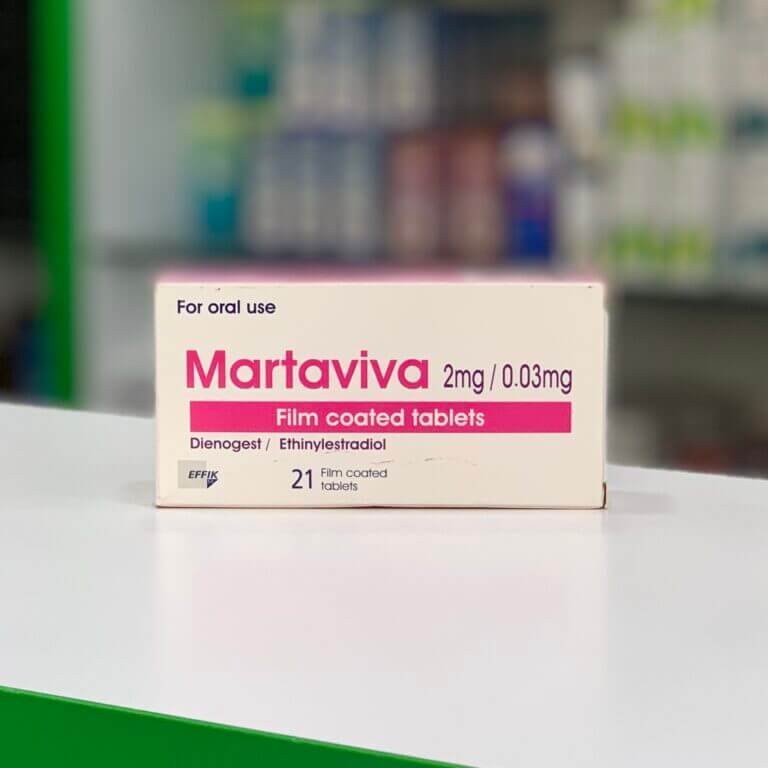 For oral use
Martaviva 2mg / 0.03mg
Film coated tablets
Dienogest / Ethinylestradiol
EFFIK
21 Film coated
tablets